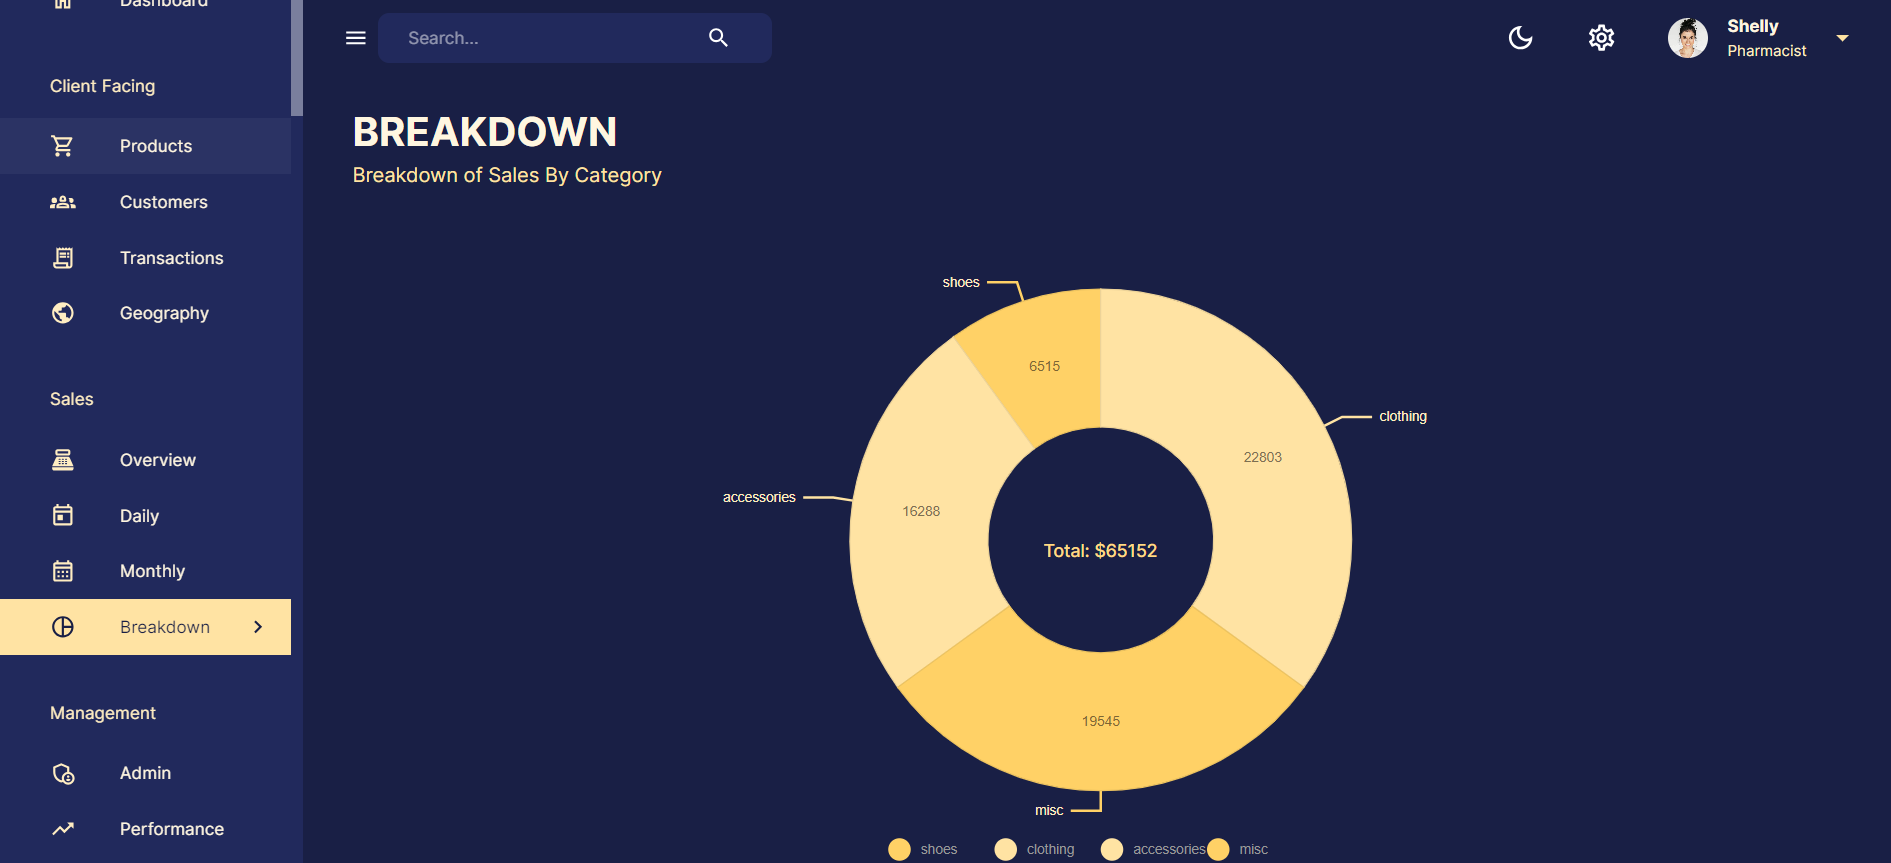 Dashboard
Client Facing
Products
Customers
Transactions
Geography
Sales
Overview
Daily
Monthly
Breakdown
Management
Admin
Performance
Search...
Shelly
Pharmacist
BREAKDOWN
Breakdown of Sales By Category
shoes
6515
clothing
22803
accessories
16288
Total: $65152
19545
misc
shoes clothing accessories misc